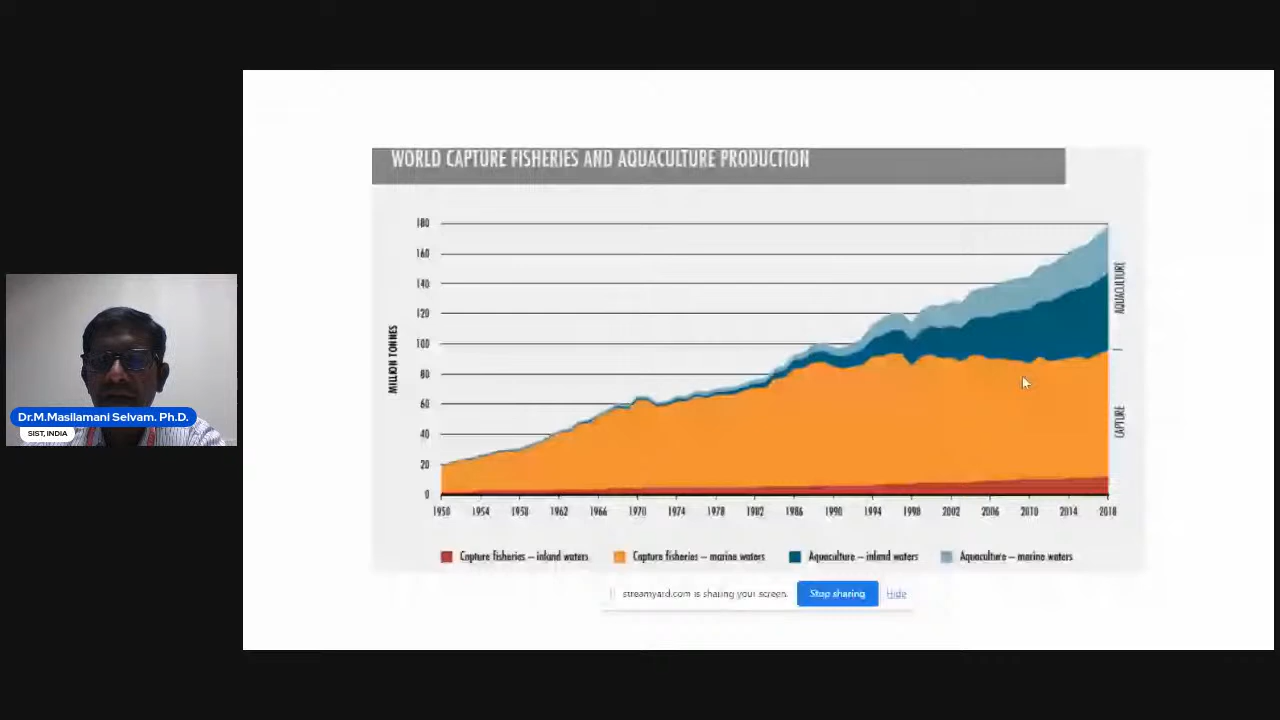 WORLD CAPTURE FISHERIES AND AQUACULTURE PRODUCTION
180
160
140
120
100
80
60
40
20
0
MILLION TONNES
AQUACULTURE
CAPTURE
1950 1954 1958 1962 1966 1970 1974 1978 1982 1986 1990 1994 1998 2002 2006 2010 2014 2018
Capture fisheries – inland waters Capture fisheries – marine waters Aquaculture – inland waters Aquaculture – marine waters
streamyard.com is sharing your screen. Stop sharing Hide
Dr.M.Masilamani Selvam. Ph.D.
SIST, INDIA